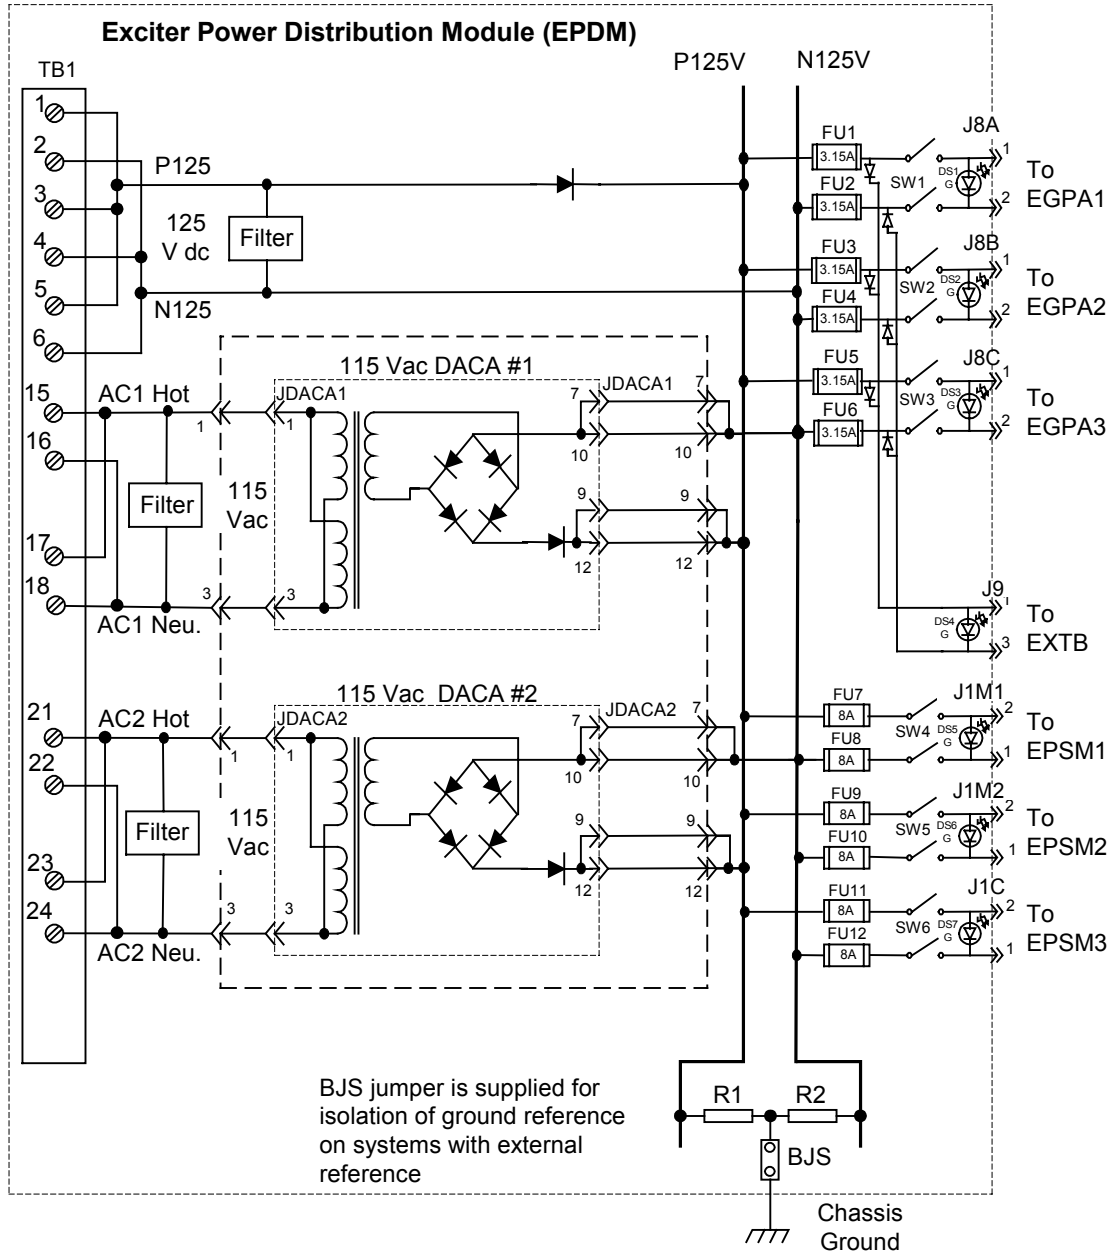 Exciter Power Distribution Module (EPDM)
P125V
N125V
TB1
1
2
3
4
5
6
15
16
17
18
21
22
23
24
P125
125
V dc
N125
Filter
FU1
3.15A
SW1
DS1
G
J8A
1
2
To
EGPA1
FU2
3.15A
FU3
3.15A
SW2
DS2
G
J8B
1
2
To
EGPA2
FU4
3.15A
FU5
3.15A
SW3
DS3
G
J8C
1
2
To
EGPA3
FU6
3.15A
AC1 Hot
1
Filter
115
Vac
3
AC1 Neu.
115 Vac DACA #1
JDACA1
1
3
7
JDACA1
7
10
10
9
9
12
12
J9
1
DS4
G
3
To
EXTB
AC2 Hot
1
Filter
115
Vac
3
AC2 Neu.
115 Vac DACA #2
JDACA2
1
3
7
JDACA2
7
10
10
9
9
12
12
FU7
8A
SW4
DS5
G
J1M1
2
1
To
EPSM1
FU8
8A
FU9
8A
SW5
DS6
G
J1M2
2
1
To
EPSM2
FU10
8A
FU11
8A
SW6
DS7
G
J1C
2
1
To
EPSM3
FU12
8A
BJS jumper is supplied for
isolation of ground reference
on systems with external
reference
R1
R2
BJS
Chassis
Ground